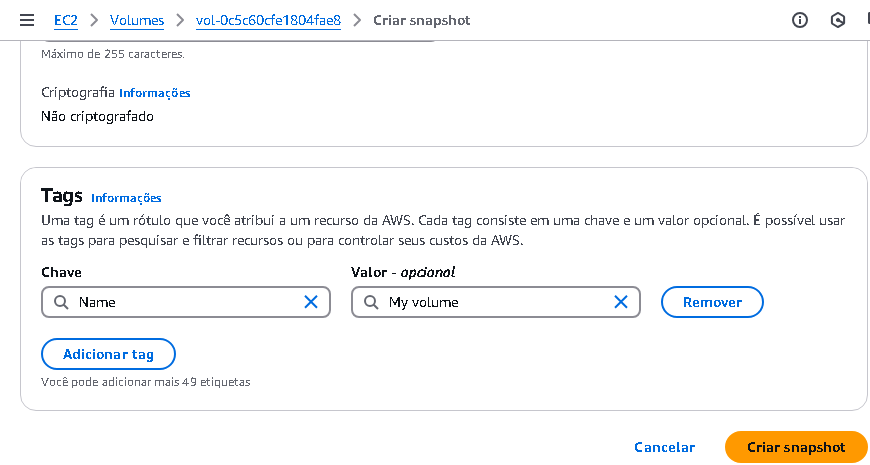 EC2 > Volumes > vol-0c5c60cfe1804fae8 > Criar snapshot
Máximo de 255 caracteres.
Criptografia Informações
Não criptografado
Tags Informações
Uma tag é um rótulo que você atribui a um recurso da AWS. Cada tag consiste em uma chave e um valor opcional. É possível usar
as tags para pesquisar e filtrar recursos ou para controlar seus custos da AWS.
Chave Valor - opcional
Name My volume Remover
Adicionar tag
Você pode adicionar mais 49 etiquetas
Cancelar Criar snapshot